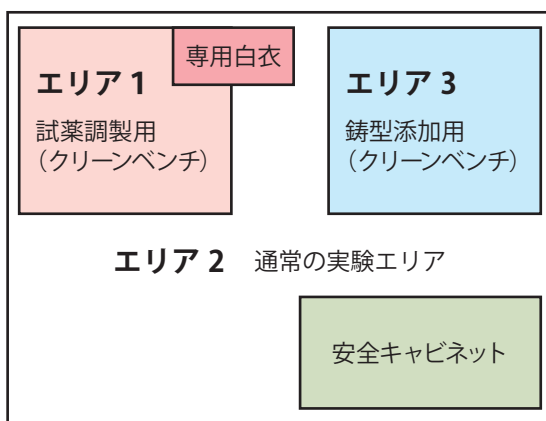 エリア 1
専用白衣
試薬調製用
（クリーンベンチ）
エリア 3
鋳型添加用
（クリーンベンチ）
エリア 2 通常の実験エリア
安全キャビネット